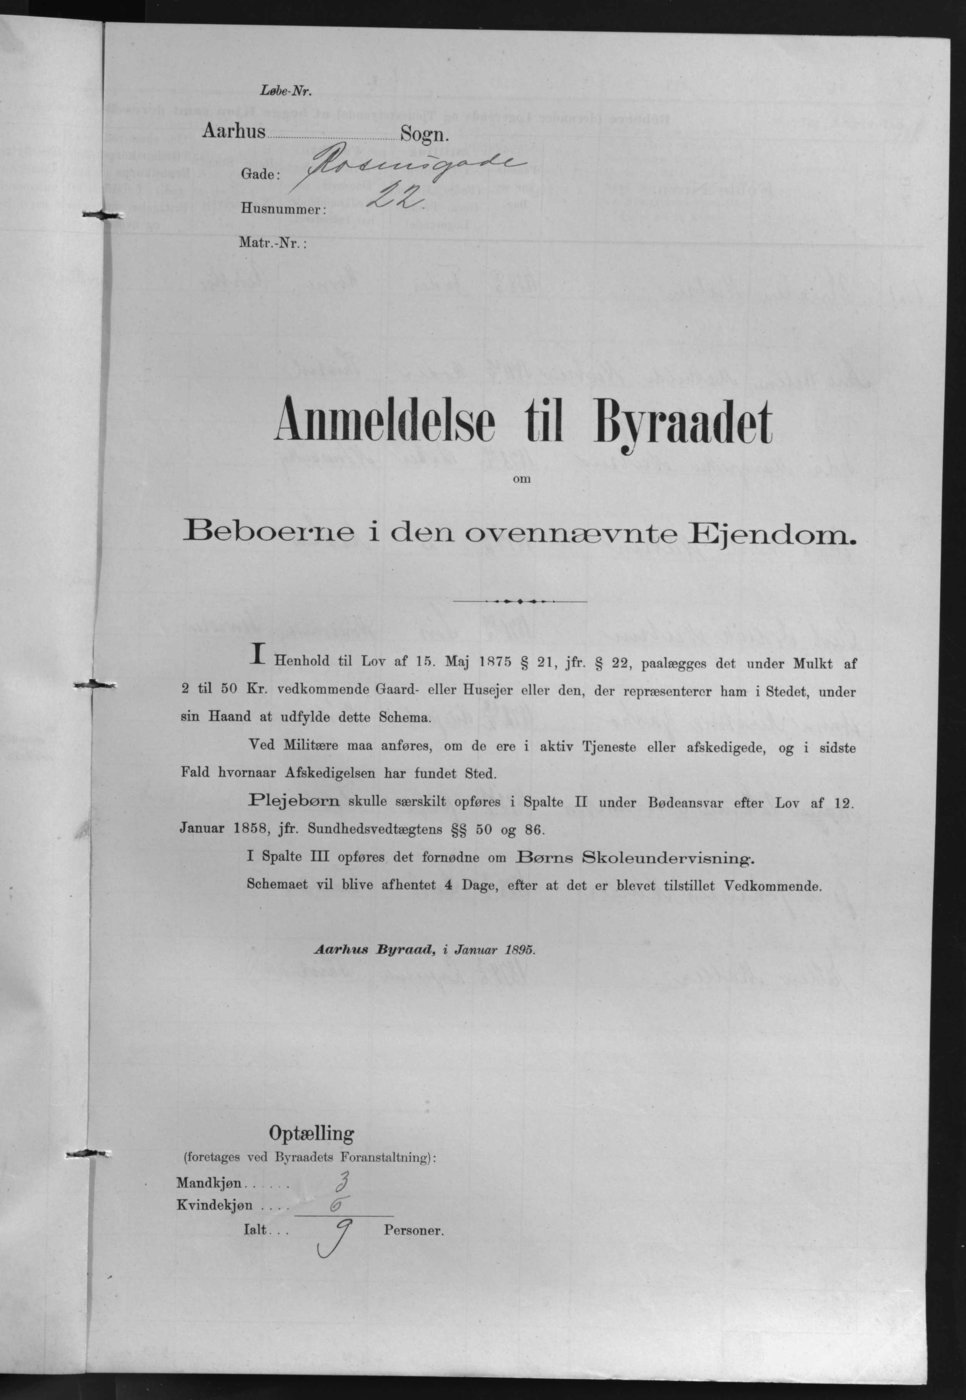 Løbe-Nr.
Aarhus Sogn.
Gade: Rosensgade
Husnummer: 22.
Matr.-Nr.:
Anmeldelse til Byraadet
om
Beboerne i den ovennævnte Ejendom.
I Henhold til Lov af 15. Maj 1875 § 21, jfr. § 22, paalægges det under Mulkt af
2 til 50 Kr. vedkommende Gaard- eller Husejer eller den, der repræsenterer ham i Stedet, under
sin Haand at udfylde dette Schema.
Ved Militære maa anføres, om de ere i aktiv Tjeneste eller afskedigede, og i sidste
Fald hvornaar Afskedigelsen har fundet Sted.
Plejebørn skulle særskilt opføres i Spalte II under Bødeansvar efter Lov af 12.
Januar 1858, jfr. Sundhedsvedtægtens §§ 50 og 86.
I Spalte III opføres det fornødne om Børns Skoleundervisning.
Schemaet vil blive afhentet 4 Dage, efter at det er blevet tilstillet Vedkommende.
Aarhus Byraad, i Januar 1895.
Optælling
(foretages ved Byraadets Foranstaltning):
Mandkjøn...... 3
Kvindekjøn .... 6
Ialt... 9 Personer.